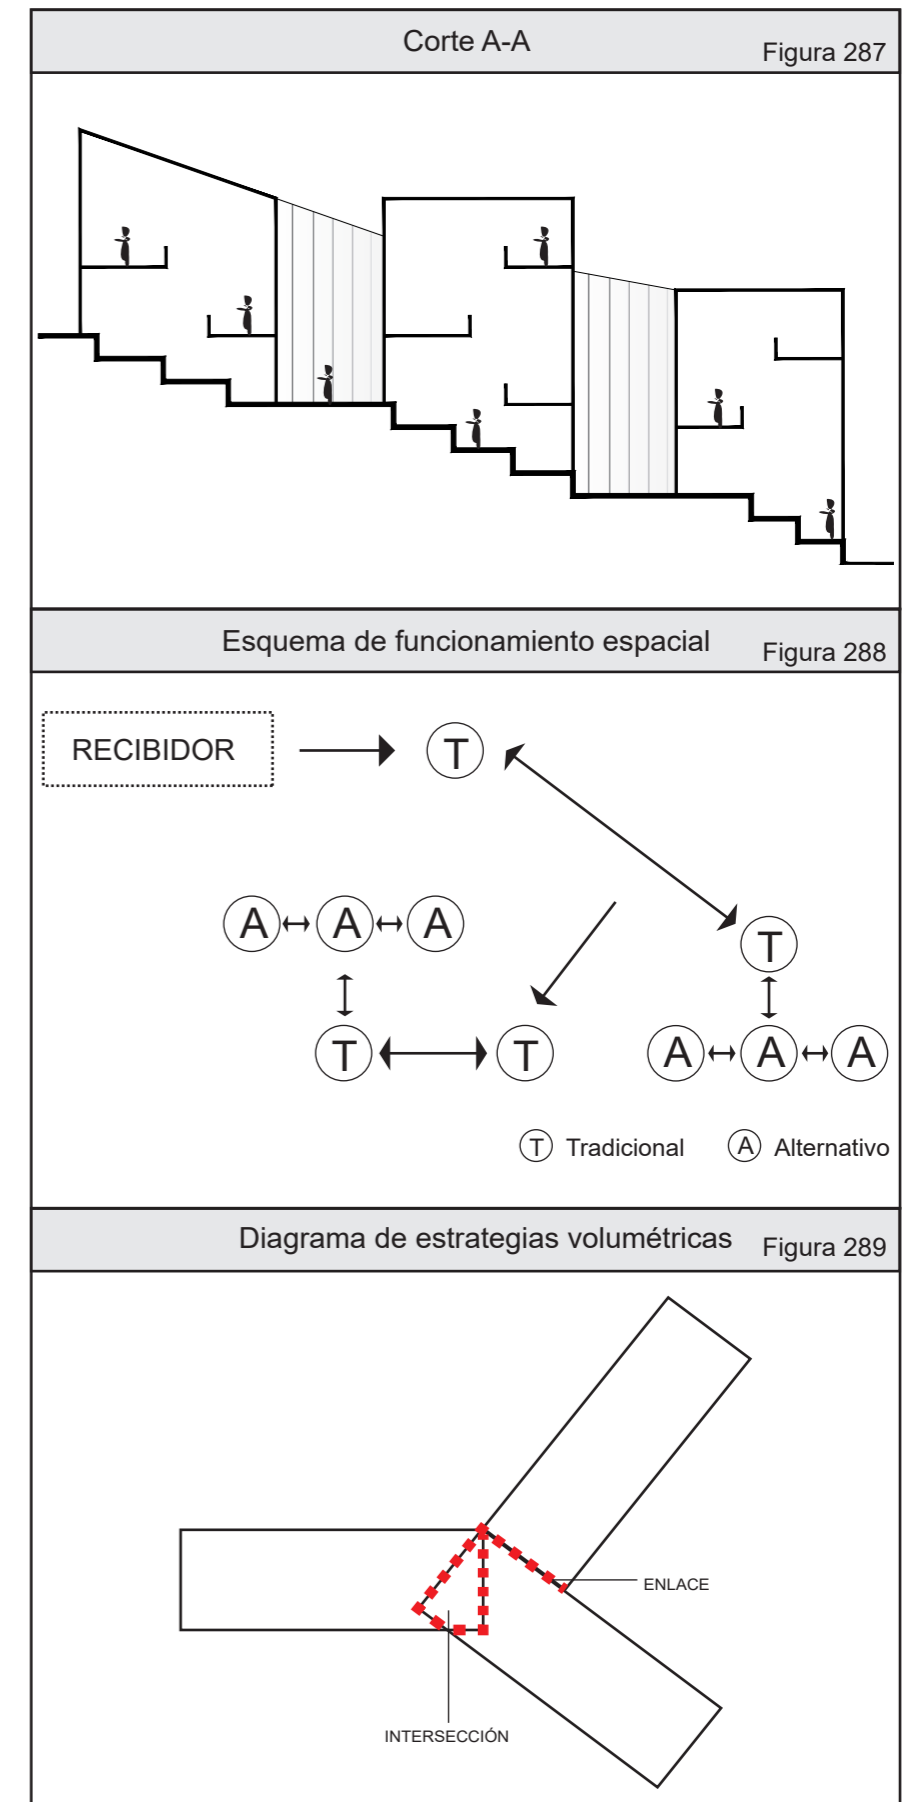 Corte A-A
Figura 287
Esquema de funcionamiento espacial
Figura 288
RECIBIDOR
T
A A A
T
T T
A A A
T Tradicional A Alternativo
Diagrama de estrategias volumétricas
Figura 289
ENLACE
INTERSECCIÓN